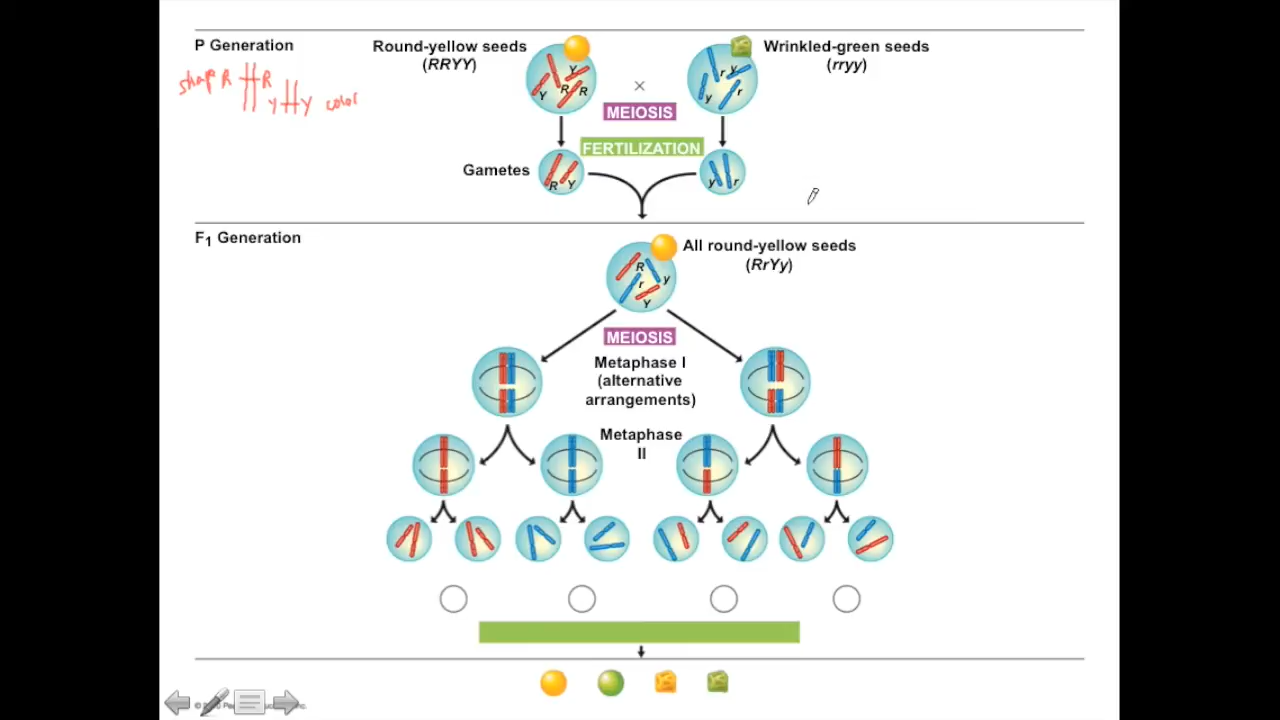 P Generation
Round-yellow seeds
(RRYY)
Wrinkled-green seeds
(rryy)
shape R R
Y Y color
Y
Y
R
R
r
y
y
r
×
MEIOSIS
FERTILIZATION
Gametes
R
Y
y
r
F1 Generation
All round-yellow seeds
(RrYy)
R
r
y
Y
MEIOSIS
Metaphase I
(alternative
arrangements)
Metaphase
II